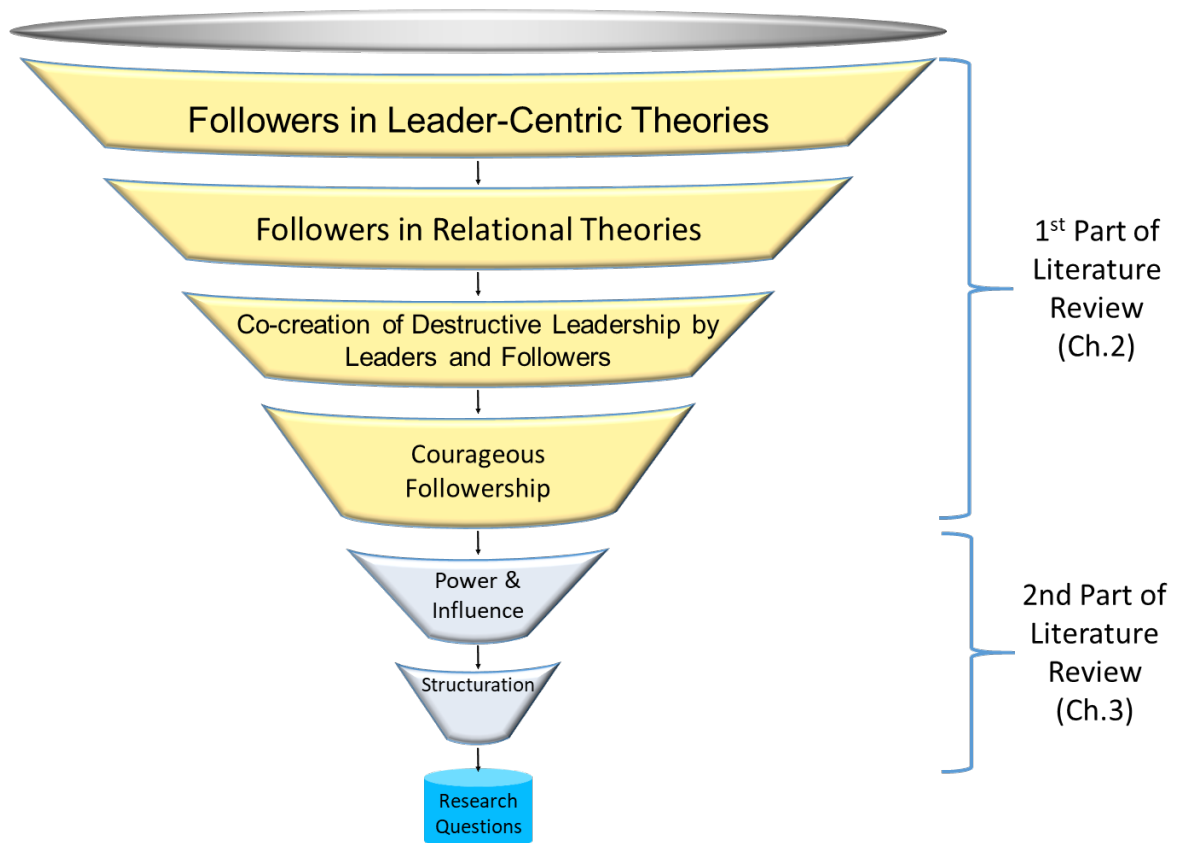 Followers in Leader-Centric Theories
Followers in Relational Theories
Co-creation of Destructive Leadership by
Leaders and Followers
Courageous
Followership
Power &
Influence
Structuration
Research
Questions
1st Part of
Literature
Review
(Ch.2)
2nd Part of
Literature
Review
(Ch.3)